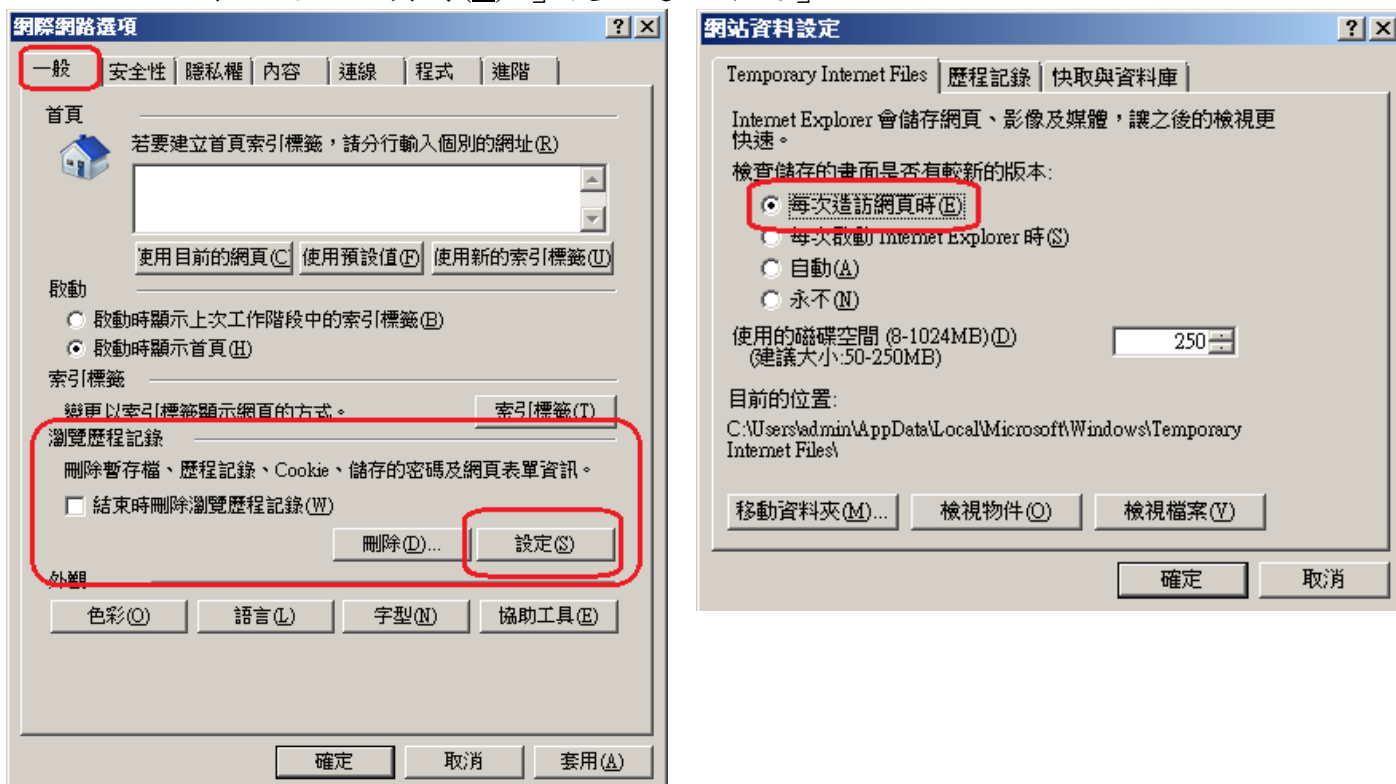 網際網路選項
一般 安全性 隱私權 內容 連線 程式 進階
首頁
若要建立首頁索引標籤，請分行輸入個別的網址(R)
使用目前的網頁(C) 使用預設值(F) 使用新的索引標籤(U)
啟動
啟動時顯示上次工作階段中的索引標籤(B)
啟動時顯示首頁(H)
索引標籤
變更以索引標籤顯示網頁的方式。 索引標籤(T)
瀏覽歷程記錄
刪除暫存檔、歷程記錄、Cookie、儲存的密碼及網頁表單資訊。
結束時刪除瀏覽歷程記錄(W)
刪除(D)... 設定(S)
外觀
色彩(O) 語言(L) 字型(N) 協助工具(E)
確定 取消 套用(A)
網站資料設定
Temporary Internet Files 歷程記錄 快取與資料庫
Internet Explorer 會儲存網頁、影像及媒體，讓之後的檢視更
快速。
檢查儲存的畫面是否有較新的版本:
每次造訪網頁時(E)
每次啟動 Internet Explorer 時(S)
自動(A)
永不(N)
使用的磁碟空間 (8-1024MB)(D) 250
(建議大小:50-250MB)
目前的位置:
C:\Users\admin\AppData\Local\Microsoft\Windows\Temporary
Internet Files\
移動資料夾(M)... 檢視物件(O) 檢視檔案(V)
確定 取消